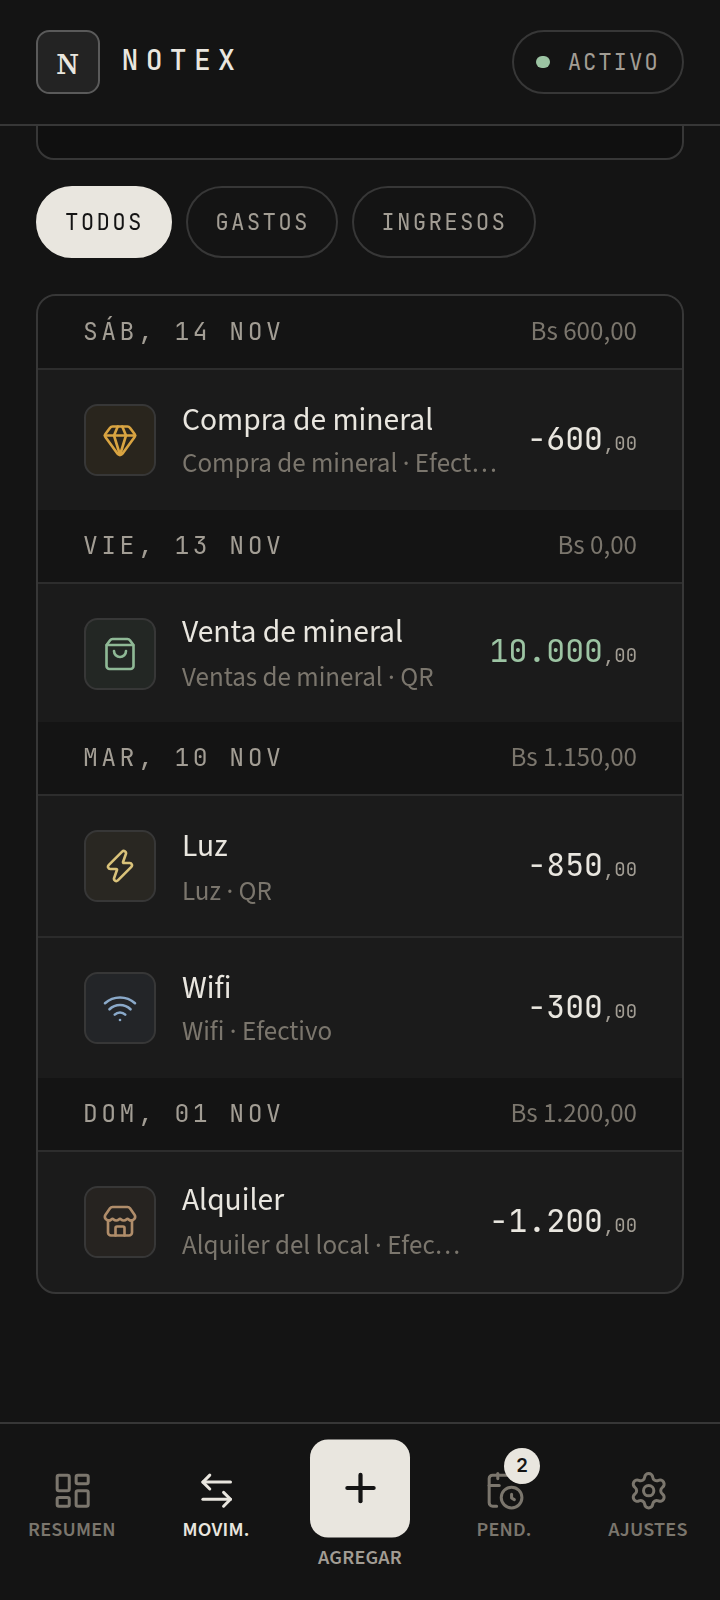 N NOTEX ACTIVO
TODOS GASTOS INGRESOS
SÁB, 14 NOV Bs 600,00
Compra de mineral -600,00
Compra de mineral · Efect...
VIE, 13 NOV Bs 0,00
Venta de mineral 10.000,00
Ventas de mineral · QR
MAR, 10 NOV Bs 1.150,00
Luz -850,00
Luz · QR
Wifi -300,00
Wifi · Efectivo
DOM, 01 NOV Bs 1.200,00
Alquiler -1.200,00
Alquiler del local · Efec...
2
RESUMEN MOVIM. AGREGAR PEND. AJUSTES